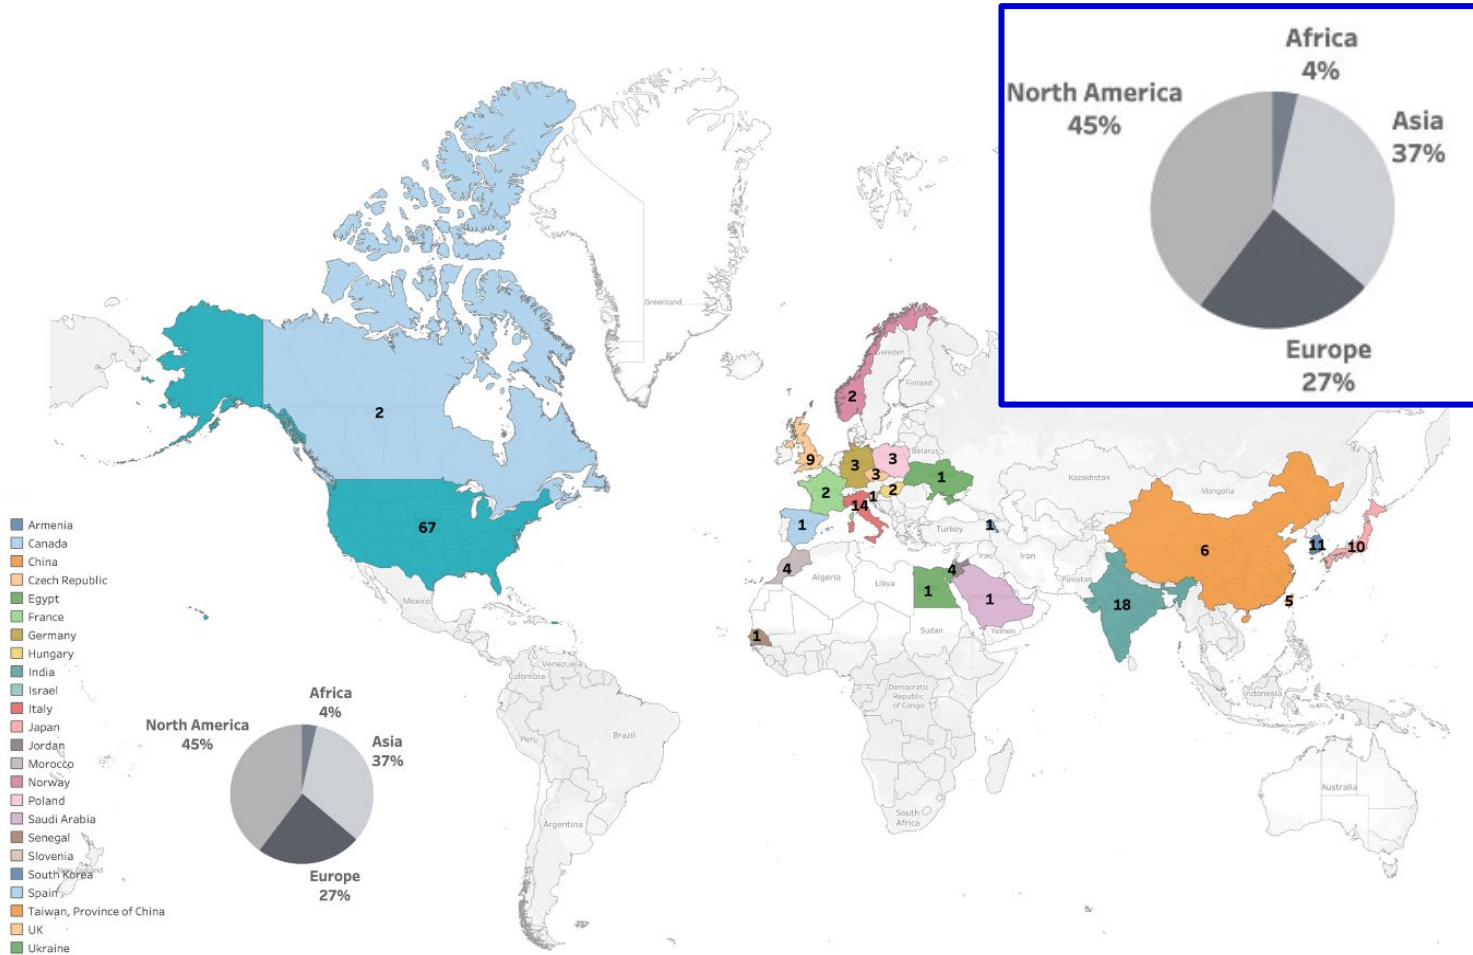 Africa
4%
North America
45%
Asia
37%
Europe
27%
Greenland
Sweden
Finland
2
2
Belarus
9
3
3
3
1
Kazakhstan
Mongolia
2
14
1
2
1
1
Turkey
1
67
6
11
10
Iraq
Iran
Pakistan
4
Algeria
Libya
4
1
1
18
5
Mexico
1
Sudan
Yemen
Venezuela
Colombia
Democratic
Republic
of Congo
Indonesia
Peru
Brazil
South
Africa
Australia
Argentina
Armenia
Canada
China
Czech Republic
Egypt
France
Germany
Hungary
India
Israel
Italy
Japan
Jordan
Morocco
Norway
Poland
Saudi Arabia
Senegal
Slovenia
South Korea
Spain
Taiwan, Province of China
UK
Ukraine
Africa
4%
North America
45%
Asia
37%
Europe
27%